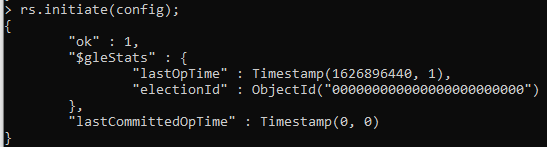 > rs.initiate(config);
{
"ok" : 1,
"$gleStats" : {
"lastOpTime" : Timestamp(1626896440, 1),
"electionId" : ObjectId("000000000000000000000000")
},
"lastCommittedOpTime" : Timestamp(0, 0)
}